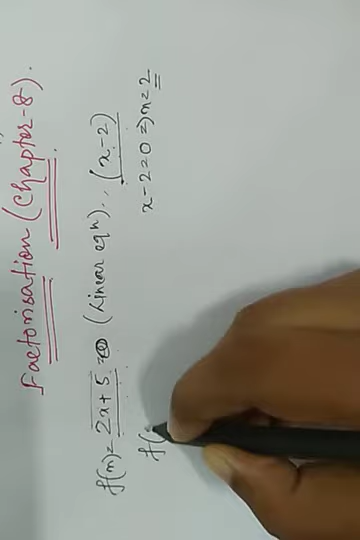 Factorisation (Chapter-8).
f(x)= 2x+5 = (Linear eqn).. (x-2)
f( x-2=0 => x=2